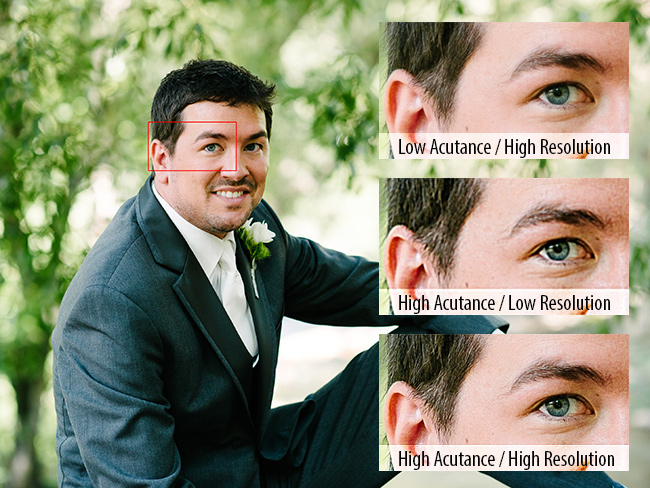 Low Acutance / High Resolution
High Acutance / Low Resolution
High Acutance / High Resolution